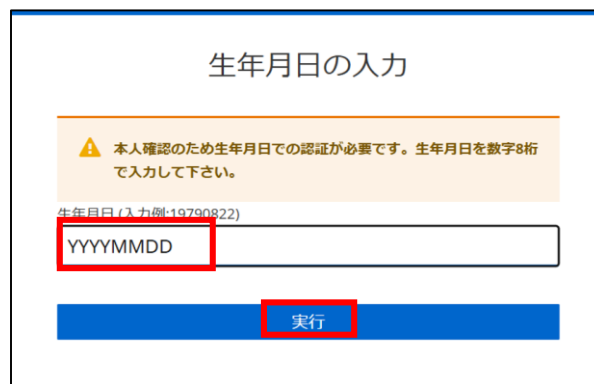 生年月日の入力
本人確認のため生年月日での認証が必要です。生年月日を数字8桁
で入力して下さい。
生年月日 (入力例:19790822)
YYYYMMDD
実行